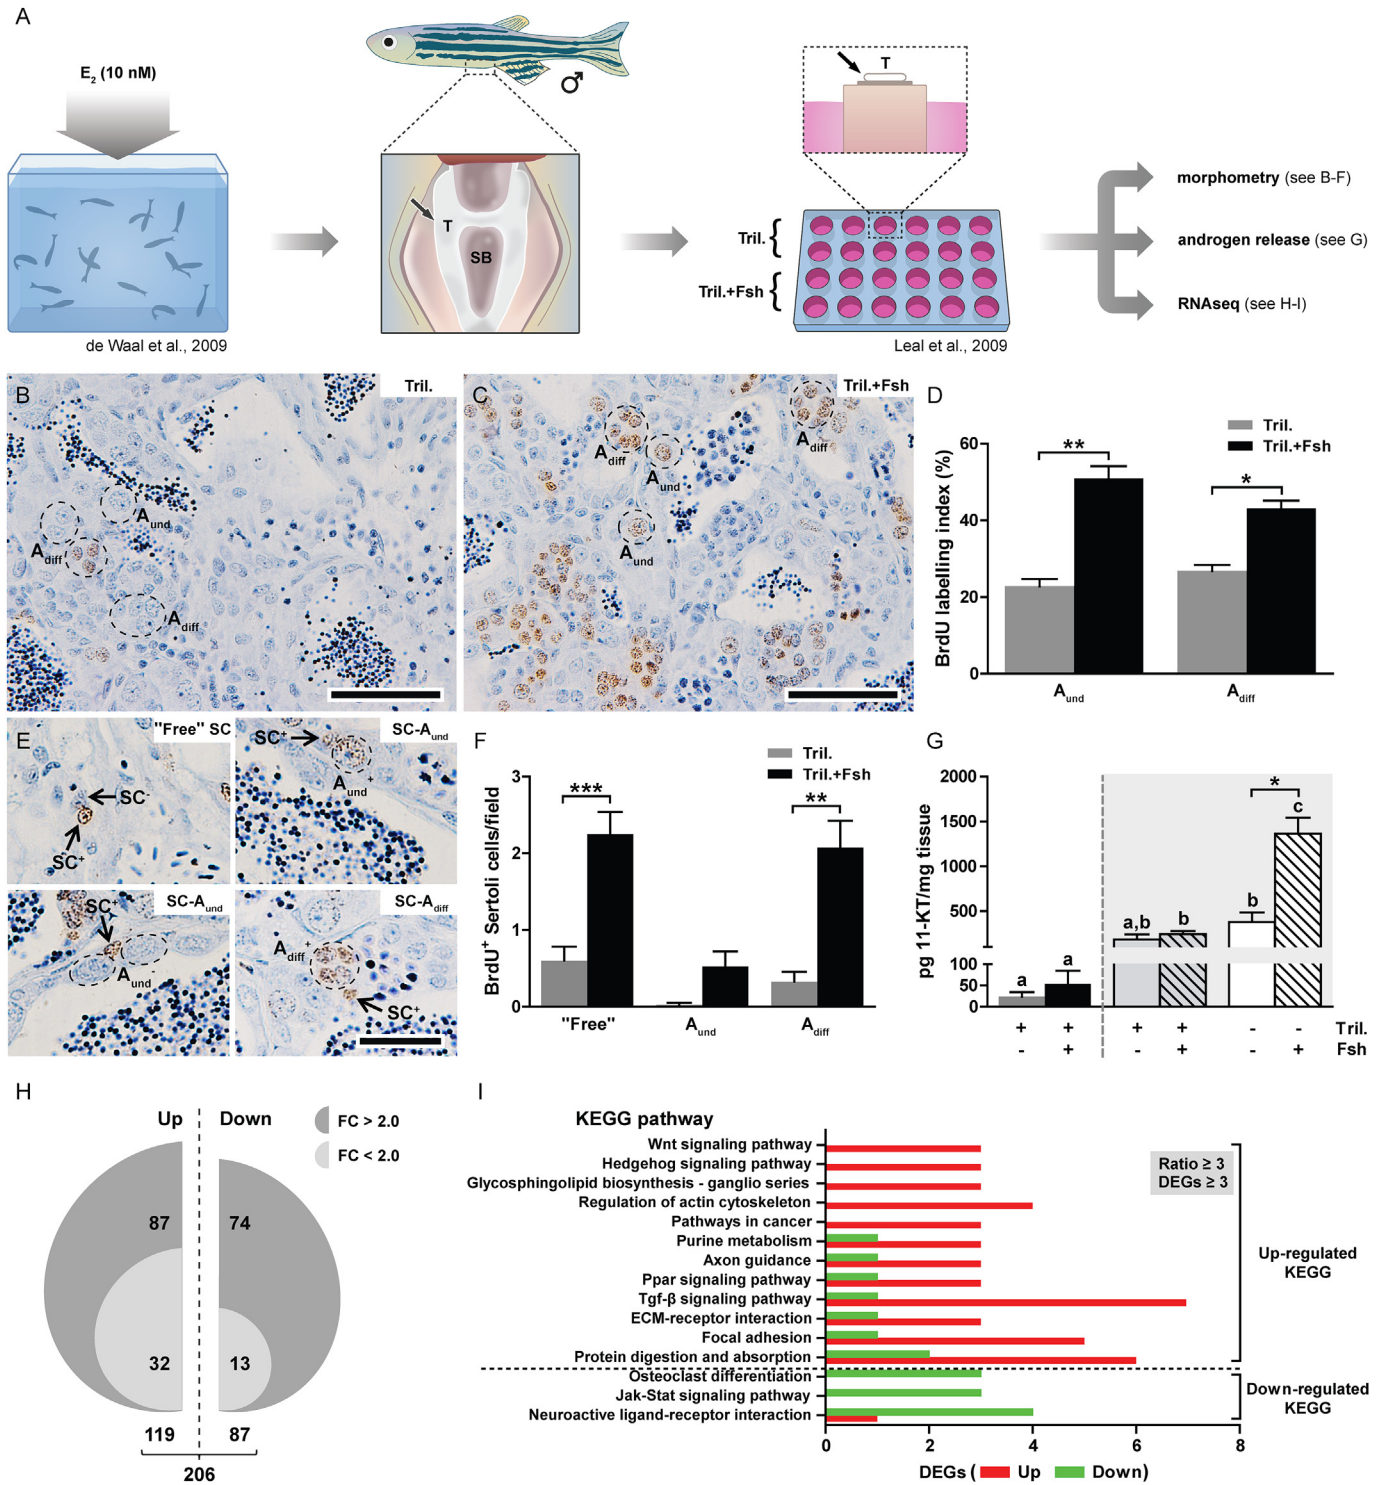 A
E2 (10 nM)
♂
T
T
SB
Tril.
Tril.+Fsh
morphometry (see B-F)
androgen release (see G)
RNAseq (see H-I)
de Waal et al., 2009
Leal et al., 2009
B
Tril.
Aund
Adiff
Adiff
C
Tril.+Fsh
Adiff
Aund
Adiff
Aund
D
Tril.
Tril.+Fsh
BrdU labelling index (%)
60
40
20
0
**
*
Aund
Adiff
E
"Free" SC
SC-
SC+
SC-Aund
SC+
Aund+
SC-Aund
SC+
Aund-
SC-Adiff
Adiff+
SC+
F
Tril.
Tril.+Fsh
BrdU+ Sertoli cells/field
3
2
1
0
***
**
"Free"
Aund
Adiff
G
pg 11-KT/mg tissue
2000
1500
1000
500
100
50
0
a
a
a,b
b
b
*
c
+ + + + - - Tril.
- + - + - + Fsh
H
Up Down
FC > 2.0
FC < 2.0
87 74
32 13
119 87
206
I
KEGG pathway
Wnt signaling pathway
Hedgehog signaling pathway
Glycosphingolipid biosynthesis - ganglio series
Regulation of actin cytoskeleton
Pathways in cancer
Purine metabolism
Axon guidance
Ppar signaling pathway
Tgf-β signaling pathway
ECM-receptor interaction
Focal adhesion
Protein digestion and absorption
Osteoclast differentiation
Jak-Stat signaling pathway
Neuroactive ligand-receptor interaction
Ratio ≥ 3
DEGs ≥ 3
Up-regulated
KEGG
Down-regulated
KEGG
0 2 4 6 8
DEGs ( Up Down)